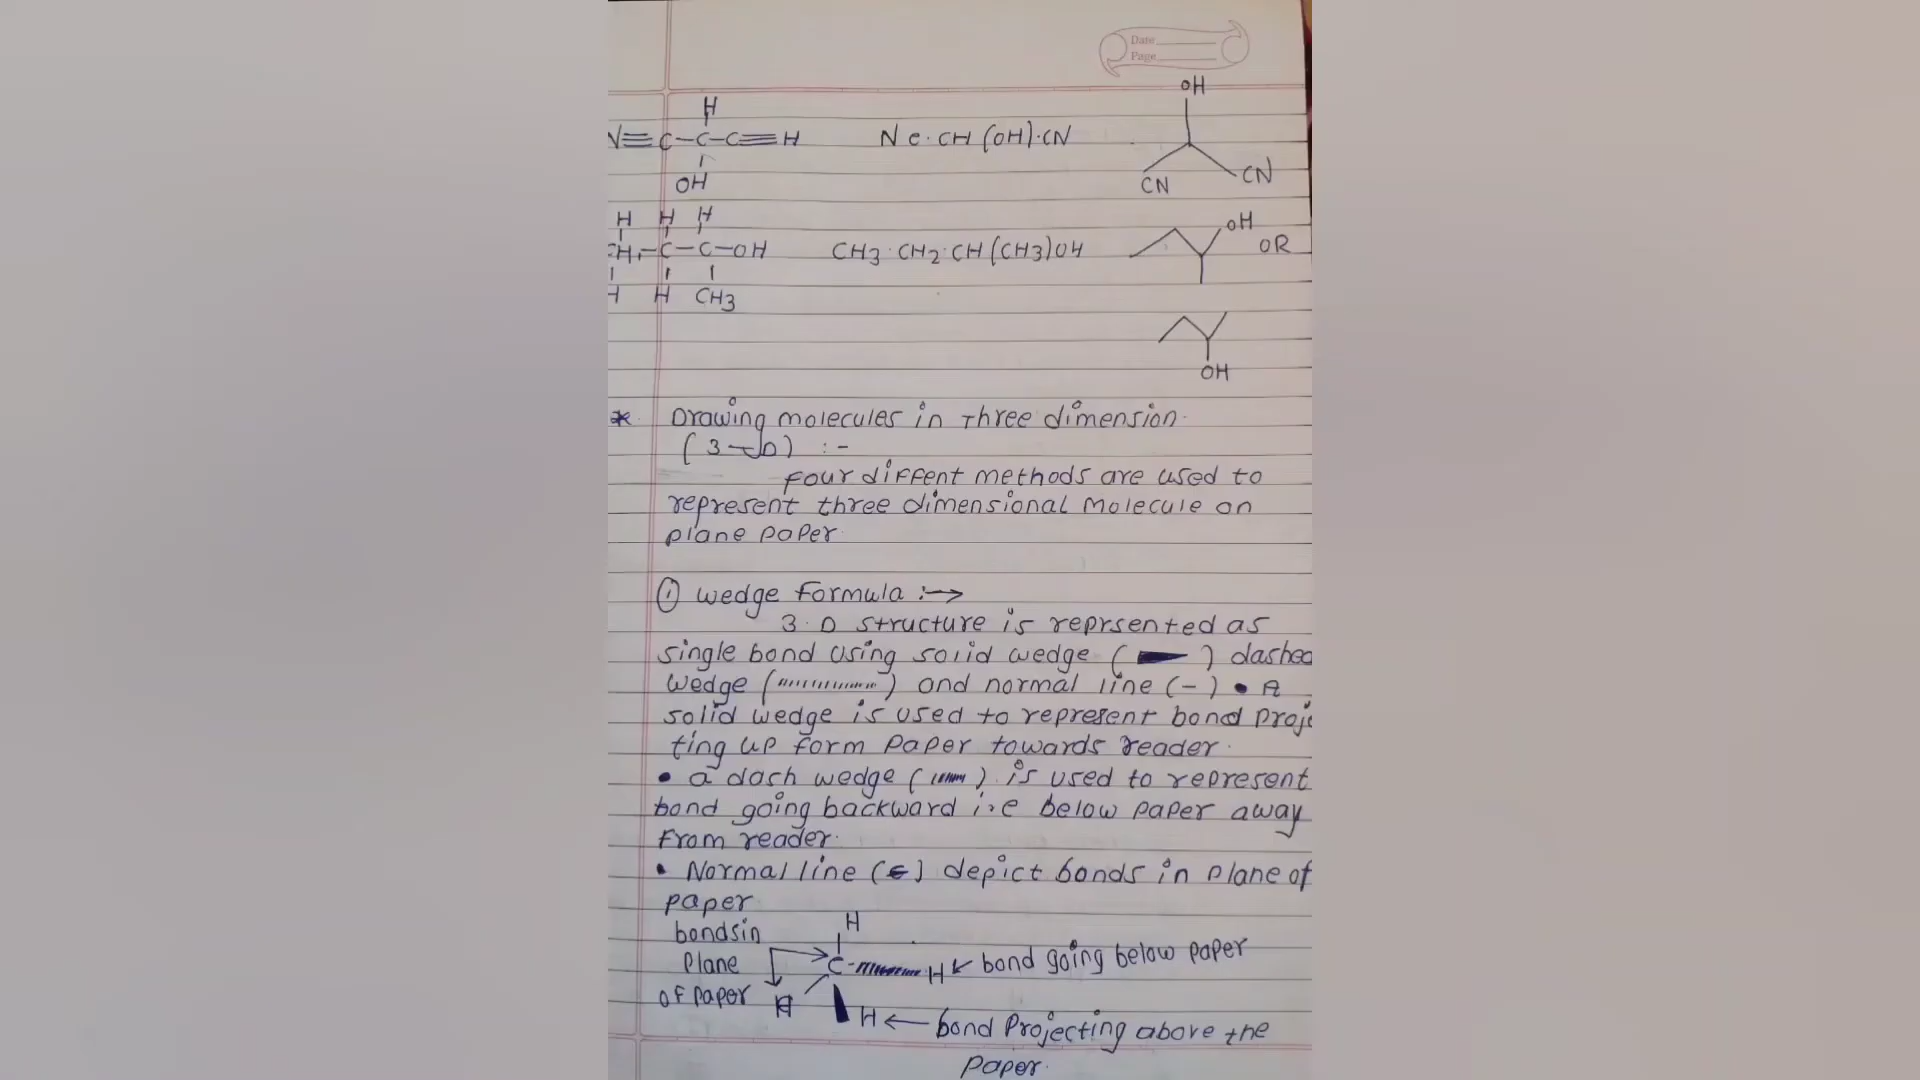 Date
Page
OH
H
N≡C-C-C≡H
NC·CH(OH)·CN
OH
CN
CN
H H H
CH-C-C-OH
CH3·CH2·CH(CH3)OH
OH
OR
H H CH3
OH
* Drawing molecules in Three dimension.
(3-D) :-
four diffent methods are used to
represent three dimensional molecule on
plane paper.
① wedge formula :→
3.D structure is reprsented as
single bond using solid wedge ( ) dashed
wedge ( ) and normal line (-) • A
solid wedge is used to represent bond Proje
ting up form paper towards reader.
• a dash wedge ( ) is used to represent
bond going backward i.e below paper away
from reader.
• Normal line ( ) depict bonds in plane of
paper
H
bondsin
plane
of paper
C
H ↙ bond going below paper
H
H ← bond Projecting above the
paper.